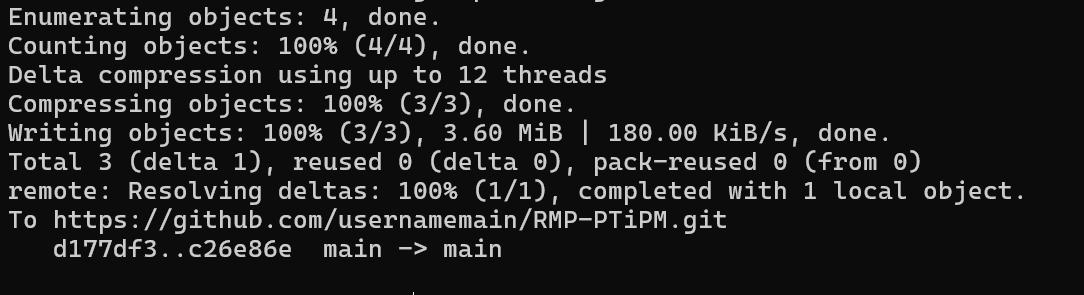 Enumerating objects: 4, done.
Counting objects: 100% (4/4), done.
Delta compression using up to 12 threads
Compressing objects: 100% (3/3), done.
Writing objects: 100% (3/3), 3.60 MiB | 180.00 KiB/s, done.
Total 3 (delta 1), reused 0 (delta 0), pack-reused 0 (from 0)
remote: Resolving deltas: 100% (1/1), completed with 1 local object.
To https://github.com/usernamemain/RMP-PTiPM.git
   d177df3..c26e86e  main -> main